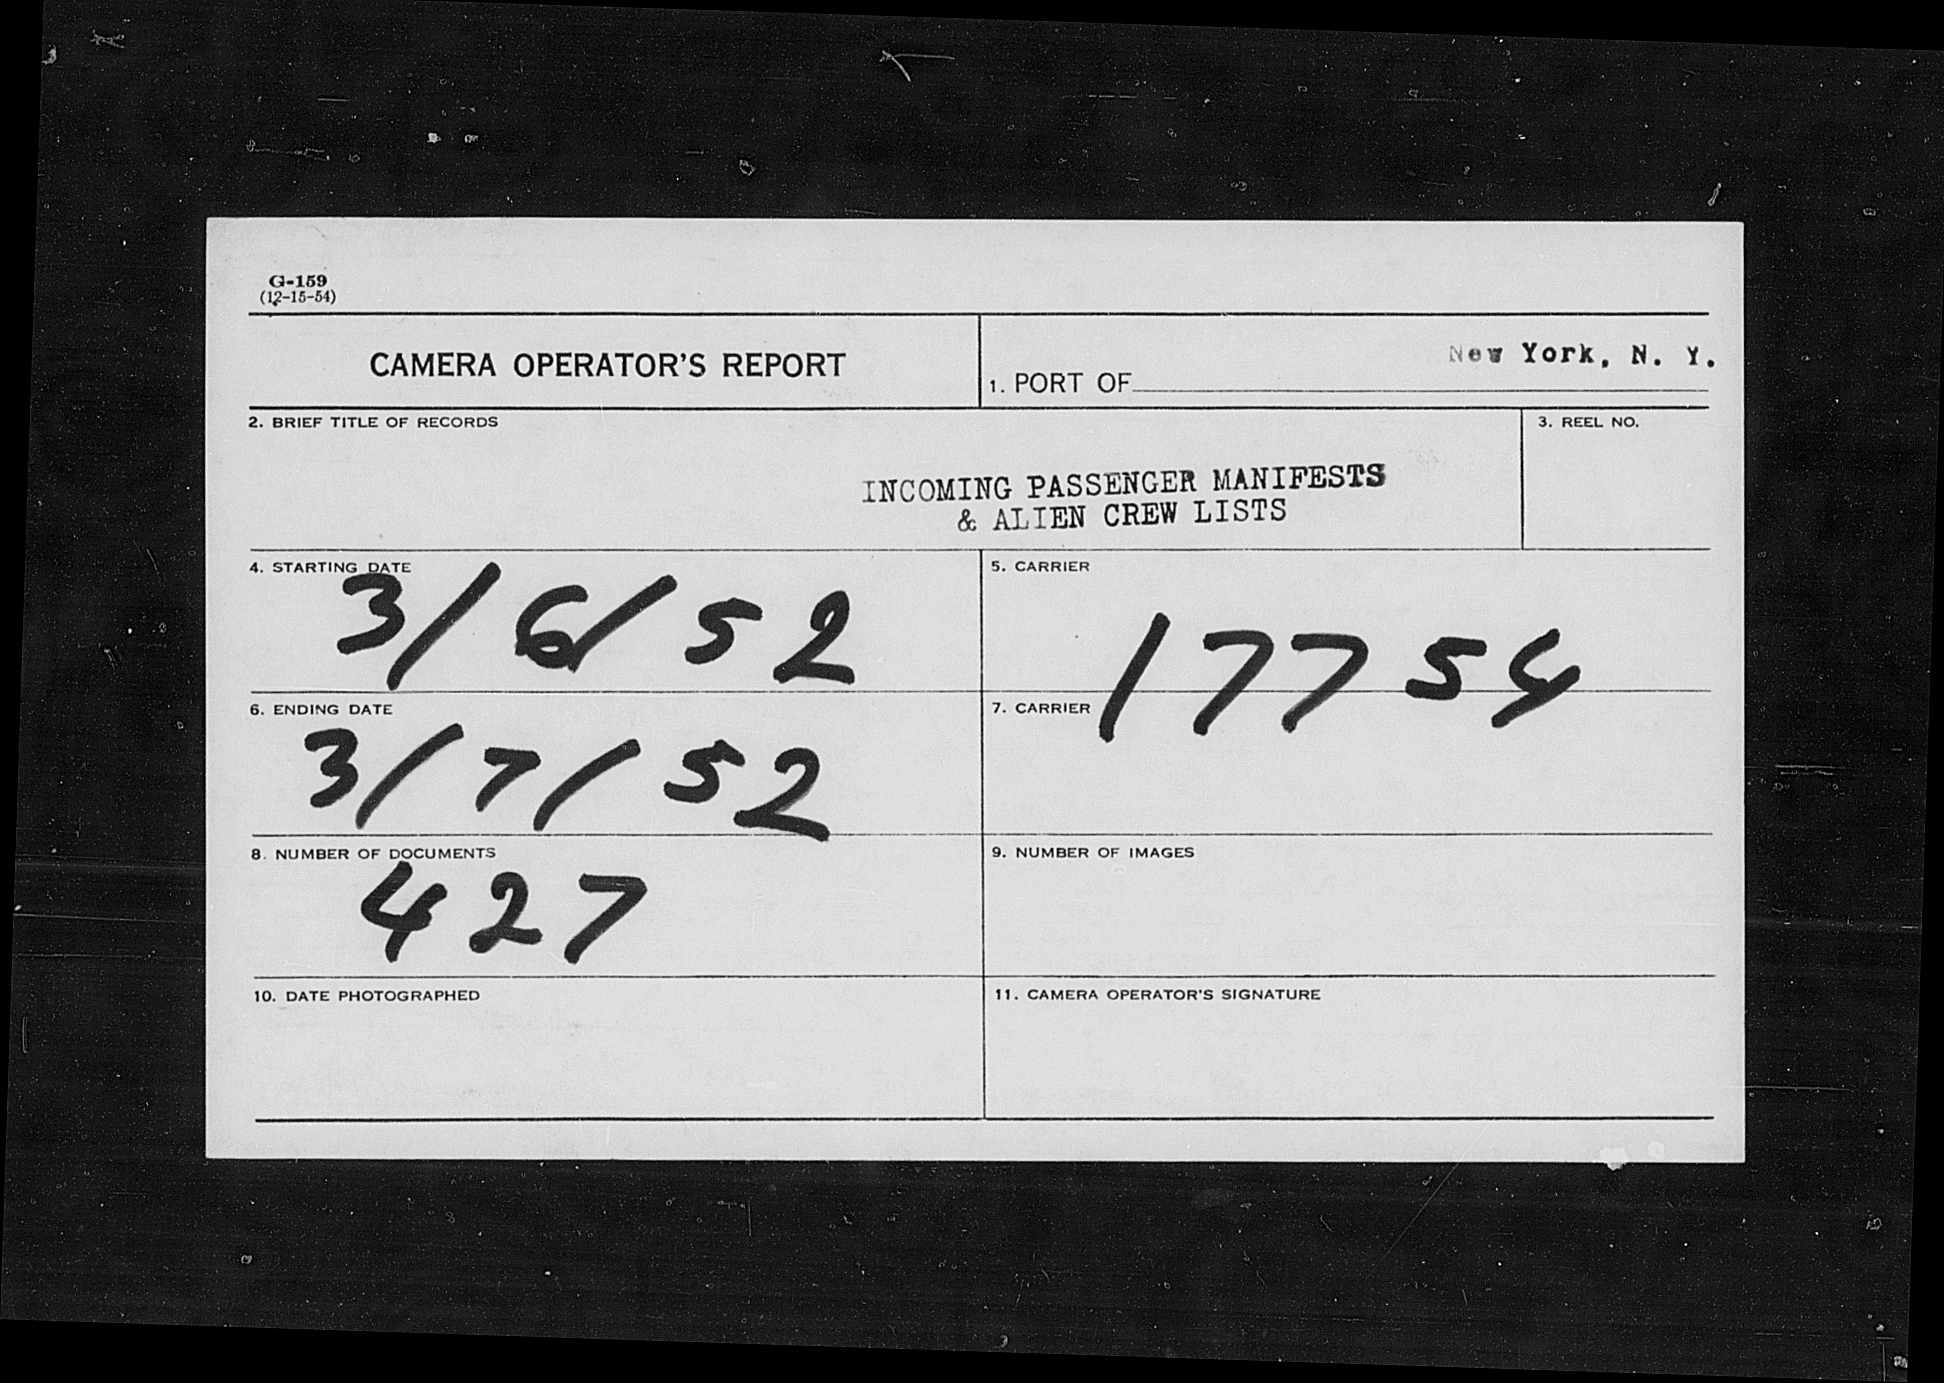 G-159
(12-15-54)
CAMERA OPERATOR'S REPORT
1. PORT OF New York, N. Y.
2. BRIEF TITLE OF RECORDS
INCOMING PASSENGER MANIFESTS
& ALIEN CREW LISTS
3. REEL NO.
4. STARTING DATE
3/6/52
5. CARRIER
17754
6. ENDING DATE
3/7/52
7. CARRIER
8. NUMBER OF DOCUMENTS
427
9. NUMBER OF IMAGES
10. DATE PHOTOGRAPHED
11. CAMERA OPERATOR'S SIGNATURE